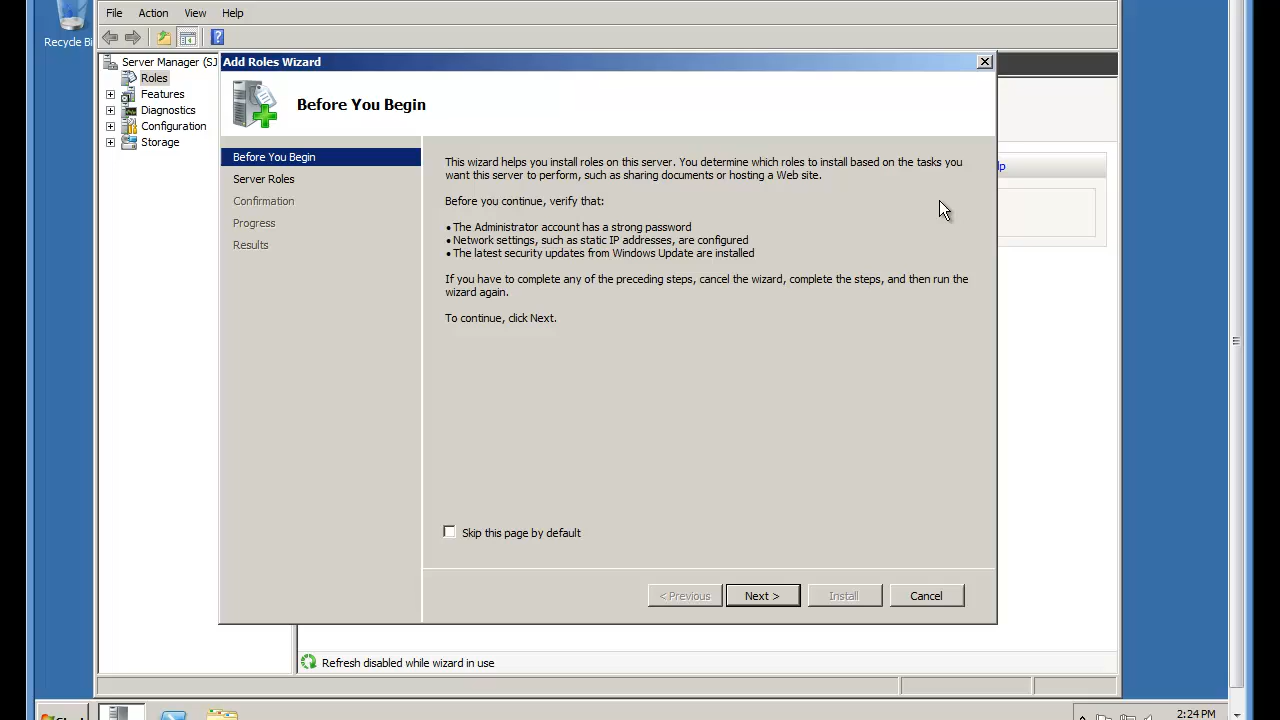 Recycle Bi
File Action View Help
Server Manager (SJ
Roles
Features
Diagnostics
Configuration
Storage
Add Roles Wizard
Before You Begin
Before You Begin
Server Roles
Confirmation
Progress
Results
This wizard helps you install roles on this server. You determine which roles to install based on the tasks you
want this server to perform, such as sharing documents or hosting a Web site.
Before you continue, verify that:
• The Administrator account has a strong password
• Network settings, such as static IP addresses, are configured
• The latest security updates from Windows Update are installed
If you have to complete any of the preceding steps, cancel the wizard, complete the steps, and then run the
wizard again.
To continue, click Next.
Skip this page by default
< Previous Next > Install Cancel
lp
Refresh disabled while wizard in use
Start
2:24 PM